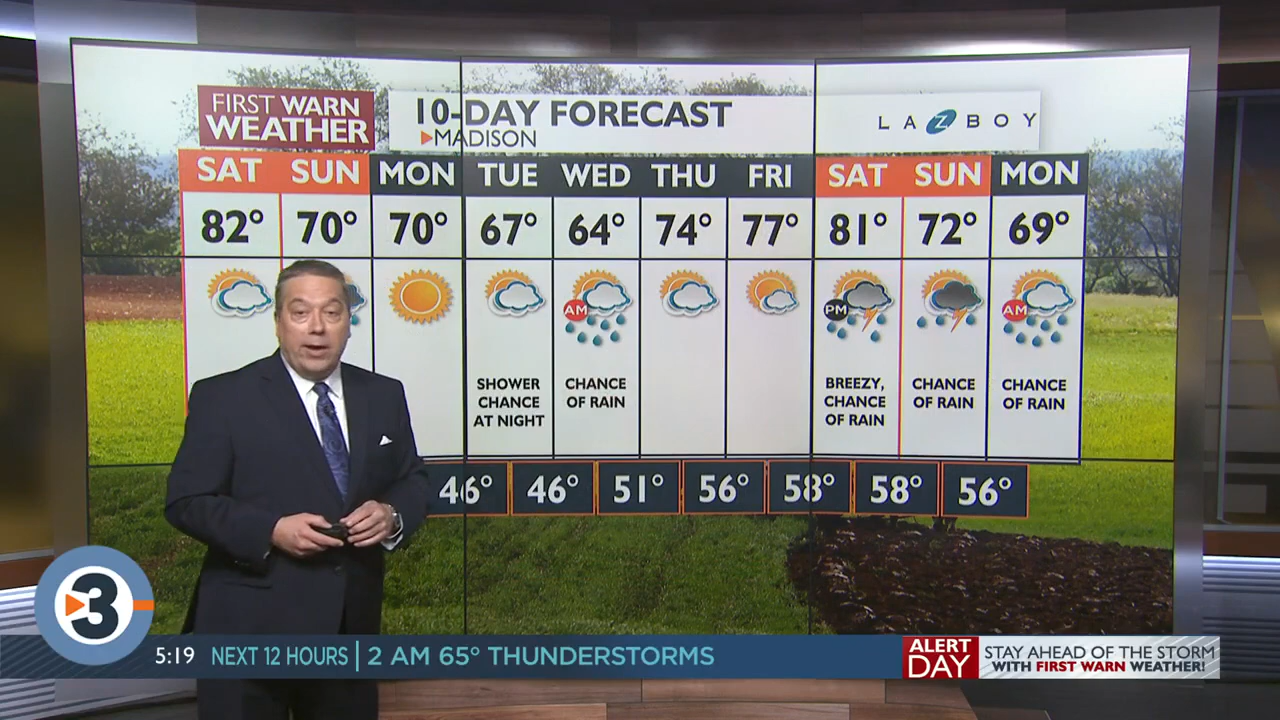 FIRST WARN
WEATHER
10-DAY FORECAST
MADISON
LA Z BOY
SAT SUN MON TUE WED THU FRI SAT SUN MON
82° 70° 70° 67° 64° 74° 77° 81° 72° 69°
AM PM AM
SHOWER
CHANCE
AT NIGHT
CHANCE
OF RAIN
BREEZY,
CHANCE
OF RAIN
CHANCE
OF RAIN
CHANCE
OF RAIN
46° 46° 51° 56° 58° 58° 56°
3
5:19 NEXT 12 HOURS | 2 AM 65° THUNDERSTORMS
ALERT
DAY
STAY AHEAD OF THE STORM
WITH FIRST WARN WEATHER!